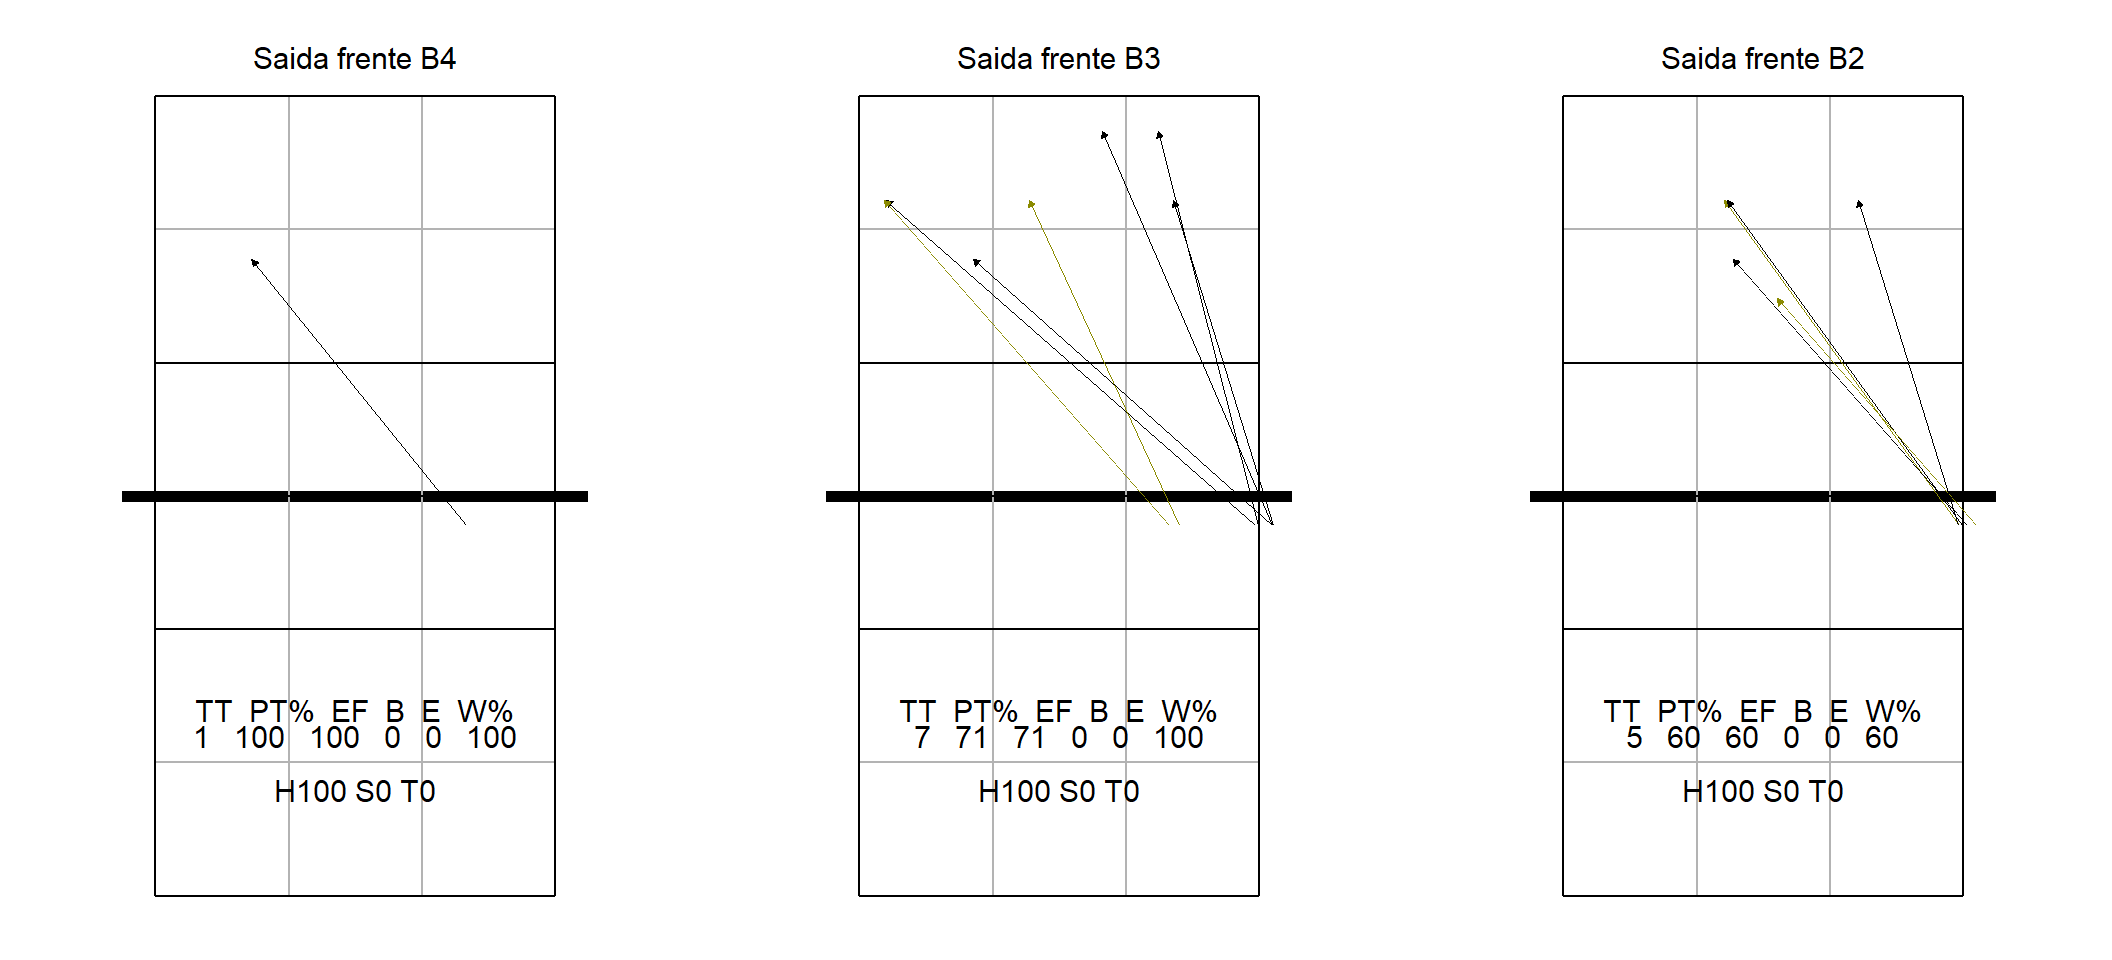 Saida frente B4
TT PT% EF B E W%
1 100 100 0 0 100
H100 S0 T0
Saida frente B3
TT PT% EF B E W%
7 71 71 0 0 100
H100 S0 T0
Saida frente B2
TT PT% EF B E W%
5 60 60 0 0 60
H100 S0 T0